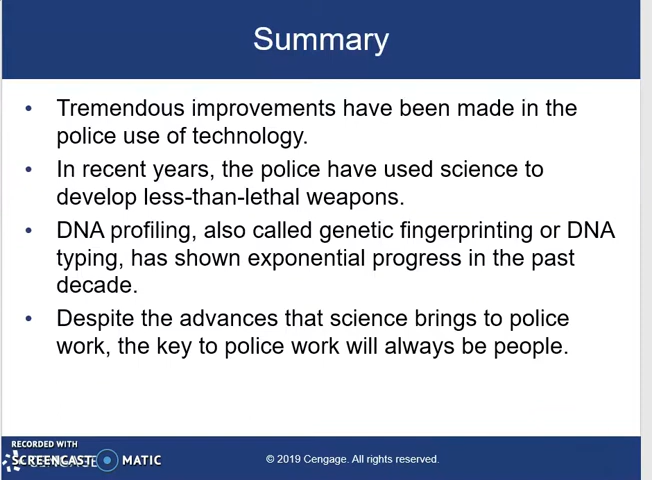 Summary
• Tremendous improvements have been made in the
police use of technology.
• In recent years, the police have used science to
develop less-than-lethal weapons.
• DNA profiling, also called genetic fingerprinting or DNA
typing, has shown exponential progress in the past
decade.
• Despite the advances that science brings to police
work, the key to police work will always be people.
RECORDED WITH
SCREENCAST MATIC
© 2019 Cengage. All rights reserved.